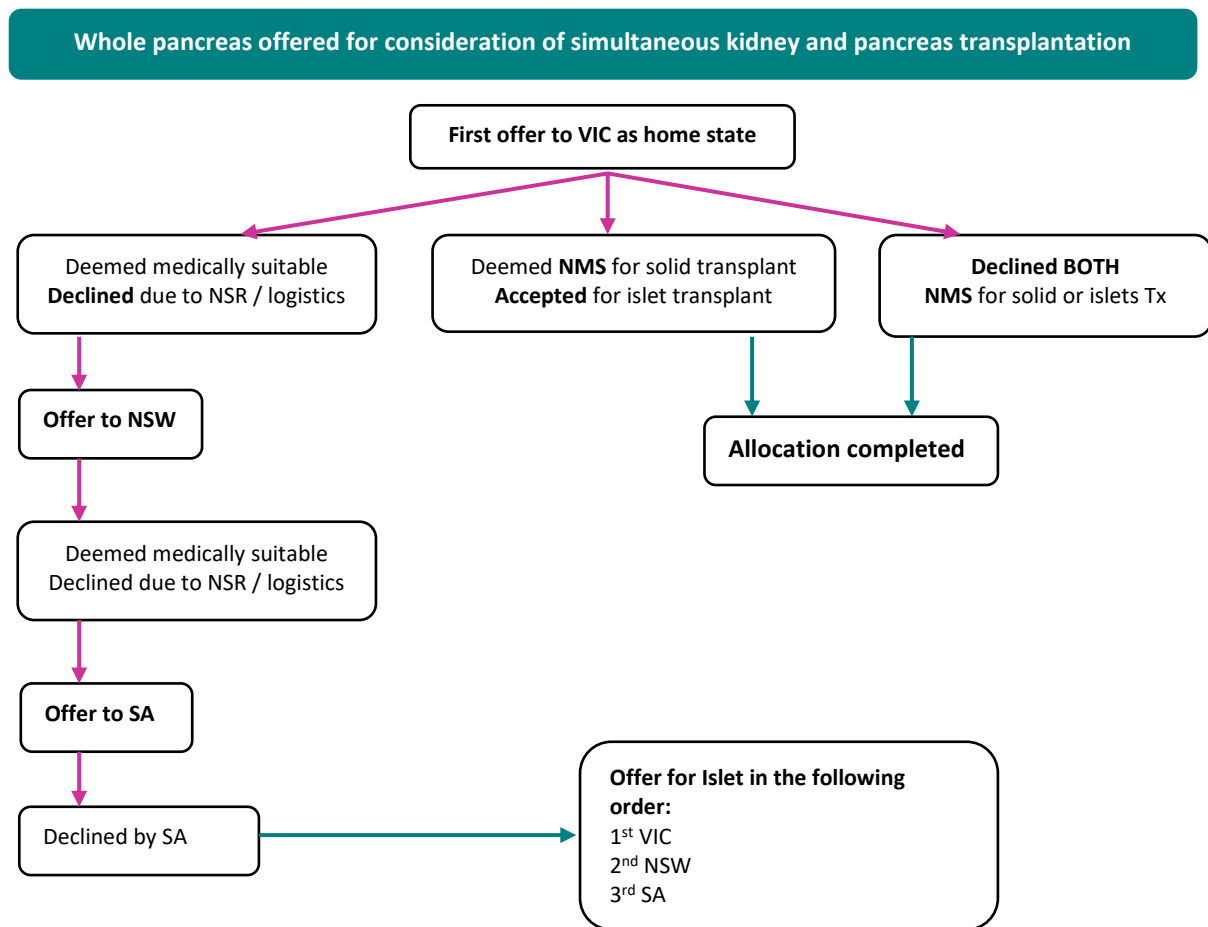 Whole pancreas offered for consideration of simultaneous kidney and pancreas transplantation
First offer to VIC as home state
Deemed medically suitable
Declined due to NSR / logistics
Deemed NMS for solid transplant
Accepted for islet transplant
Declined BOTH
NMS for solid or islets Tx
Offer to NSW
Allocation completed
Deemed medically suitable
Declined due to NSR / logistics
Offer to SA
Declined by SA
Offer for Islet in the following
order:
1st VIC
2nd NSW
3rd SA